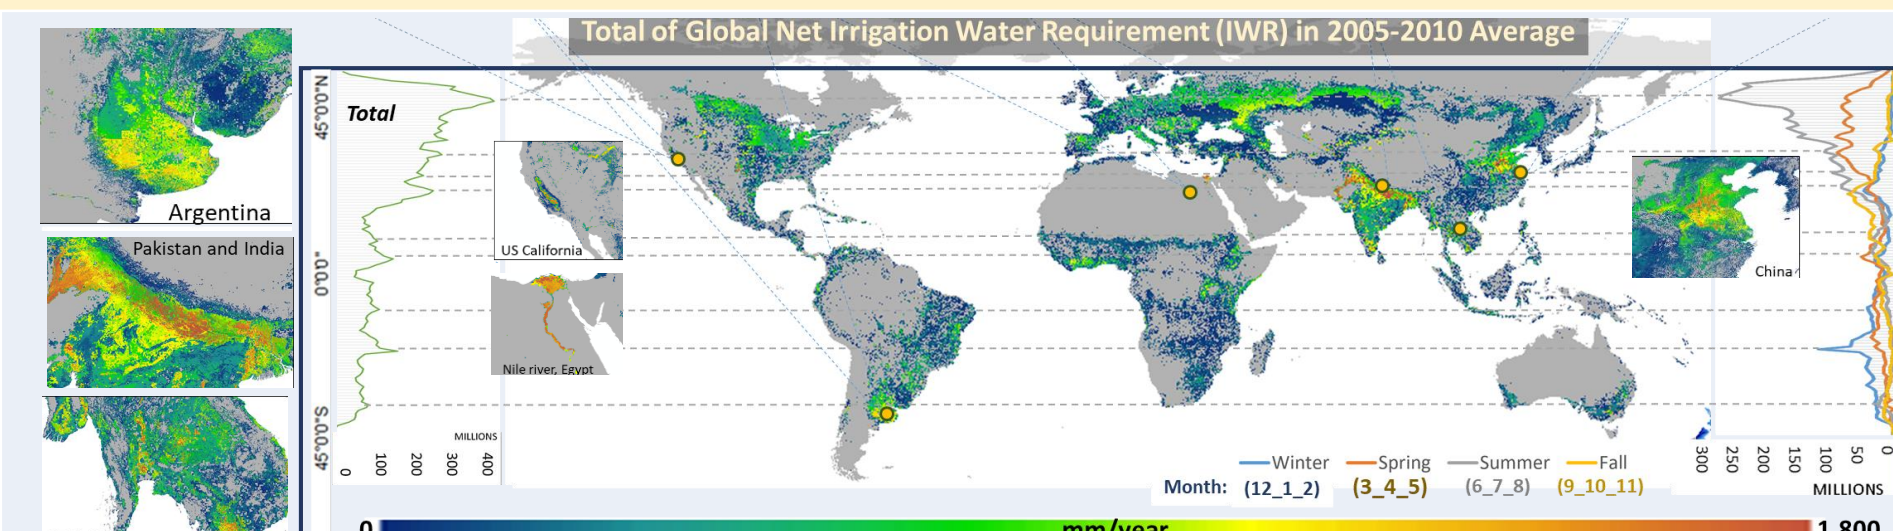 Total of Global Net Irrigation Water Requirement (IWR) in 2005-2010 Average
Argentina
Pakistan and India
Total
45°0'0"N
0°0'0"
45°0'0"S
MILLIONS
0 100 200 300 400
US California
Nile river, Egypt
China
Winter Spring Summer Fall
Month: (12_1_2) (3_4_5) (6_7_8) (9_10_11)
300 250 200 150 100 50 0
MILLIONS
0 mm/year 1,800